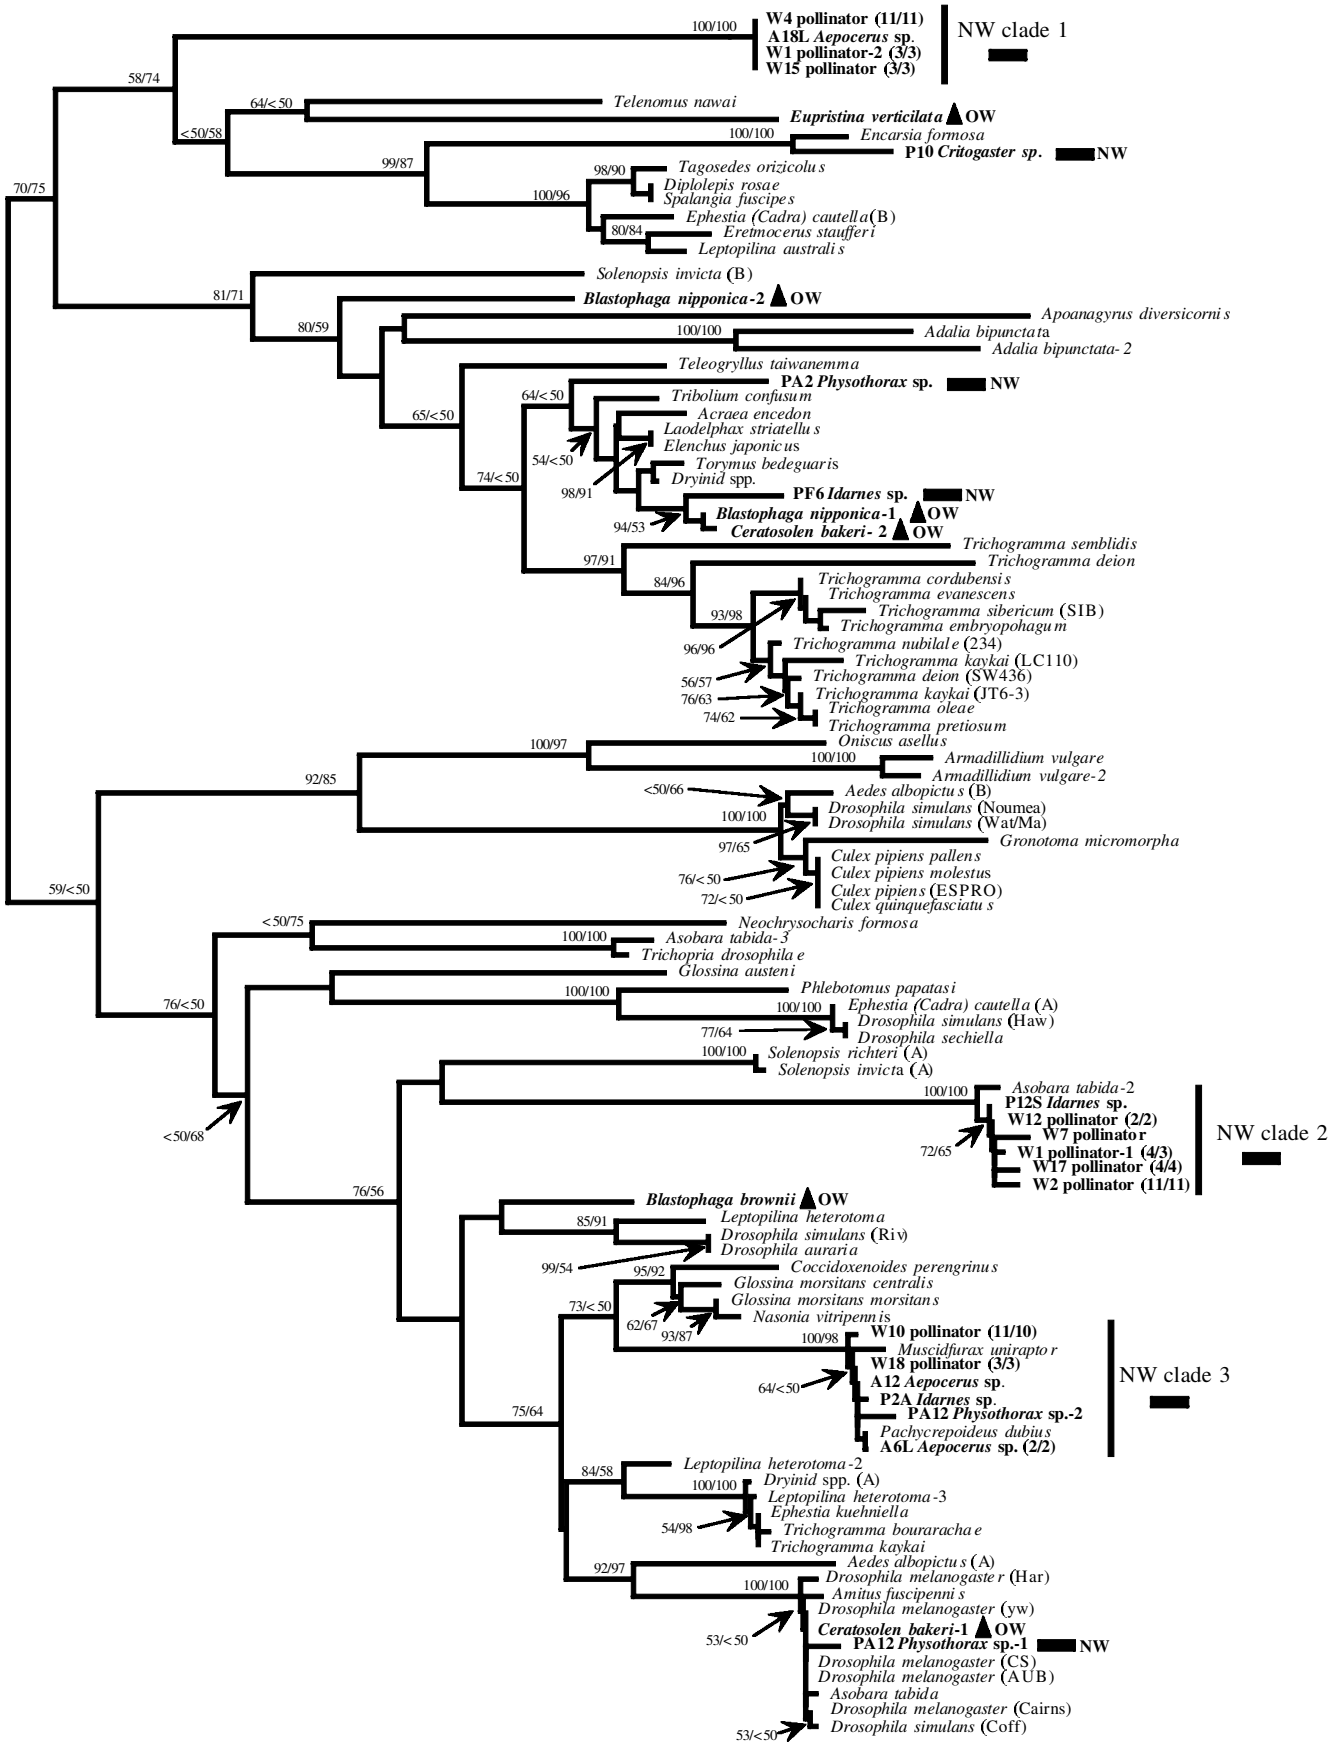 100/100
W4 pollinator (11/11)
A18L Aepocerus sp.
W1 pollinator-2 (3/3)
W15 pollinator (3/3)
NW clade 1
58/74
64/<50
Telenomus nawai
Eupristina verticilata OW
<50/58
100/100
Encarsia formosa
P10 Critogaster sp. NW
99/87
70/75
98/90
Tagosedes orizicolus
Diplolepis rosae
Spalangia fuscipes
100/96
Ephestia (Cadra) cautella(B)
80/84
Eretmocerus staufferi
Leptopilina australis
Solenopsis invicta (B)
81/71
Blastophaga nipponica-2 OW
80/59
Apoanagyrus diversicornis
100/100
Adalia bipunctata
Adalia bipunctata-2
Teleogryllus taiwanemma
PA2 Physothorax sp. NW
64/<50
Tribolium confusum
65/<50
Acraea encedon
Laodelphax striatellus
Elenchus japonicus
54/<50
Torymus bedeguaris
74/<50
Dryinid spp.
98/91
PF6 Idarnes sp. NW
Blastophaga nipponica-1 OW
94/53
Ceratosolen bakeri- 2 OW
Trichogramma semblidis
97/91
Trichogramma deion
84/96
Trichogramma cordubensis
Trichogramma evanescens
Trichogramma sibericum (SIB)
93/98
Trichogramma embryopohagum
96/96
Trichogramma nubilale (234)
Trichogramma kaykai (LC110)
56/57
Trichogramma deion (SW436)
76/63
Trichogramma kaykai (JT6-3)
Trichogramma oleae
74/62
Trichogramma pretiosum
Oniscus asellus
100/97
100/100
Armadillidium vulgare
Armadillidium vulgare-2
92/85
<50/66
Aedes albopictus (B)
Drosophila simulans (Noumea)
100/100
Drosophila simulans (Wat/Ma)
97/65
Gronotoma micromorpha
Culex pipiens pallens
76/<50
Culex pipiens molestus
72/<50
Culex pipiens (ESPRO)
Culex quinquefasciatus
59/<50
<50/75
Neochrysocharis formosa
100/100
Asobara tabida-3
Trichopria drosophilae
Glossina austeni
76/<50
100/100
Phlebotomus papatasi
100/100
Ephestia (Cadra) cautella (A)
Drosophila simulans (Haw)
77/64
Drosophila sechiella
100/100
Solenopsis richteri (A)
Solenopsis invicta (A)
100/100
Asobara tabida-2
P12S Idarnes sp.
W12 pollinator (2/2)
<50/68
W7 pollinator
72/65
W1 pollinator-1 (4/3)
W17 pollinator (4/4)
W2 pollinator (11/11)
NW clade 2
76/56
Blastophaga brownii OW
85/91
Leptopilina heterotoma
Drosophila simulans (Riv)
Drosophila auraria
99/54
95/92
Coccidoxenoides perengrinus
Glossina morsitans centralis
73/<50
Glossina morsitans morsitans
62/67
Nasonia vitripennis
93/87
100/98
W10 pollinator (11/10)
Muscidfurax uniraptor
W18 pollinator (3/3)
64/<50
A12 Aepocerus sp.
P2A Idarnes sp.
PA12 Physothorax sp.-2
Pachycrepoideus dubius
A6L Aepocerus sp. (2/2)
NW clade 3
75/64
Leptopilina heterotoma-2
84/58
100/100
Dryinid spp. (A)
Leptopilina heterotoma-3
Ephestia kuehniella
54/98
Trichogramma bourarachae
Trichogramma kaykai
92/97
Aedes albopictus (A)
Drosophila melanogaster (Har)
100/100
Amitus fuscipennis
Drosophila melanogaster (yw)
Ceratosolen bakeri-1 OW
53/<50
PA12 Physothorax sp.-1 NW
Drosophila melanogaster (CS)
Drosophila melanogaster (AUB)
Asobara tabida
Drosophila melanogaster (Cairns)
53/<50
Drosophila simulans (Coff)